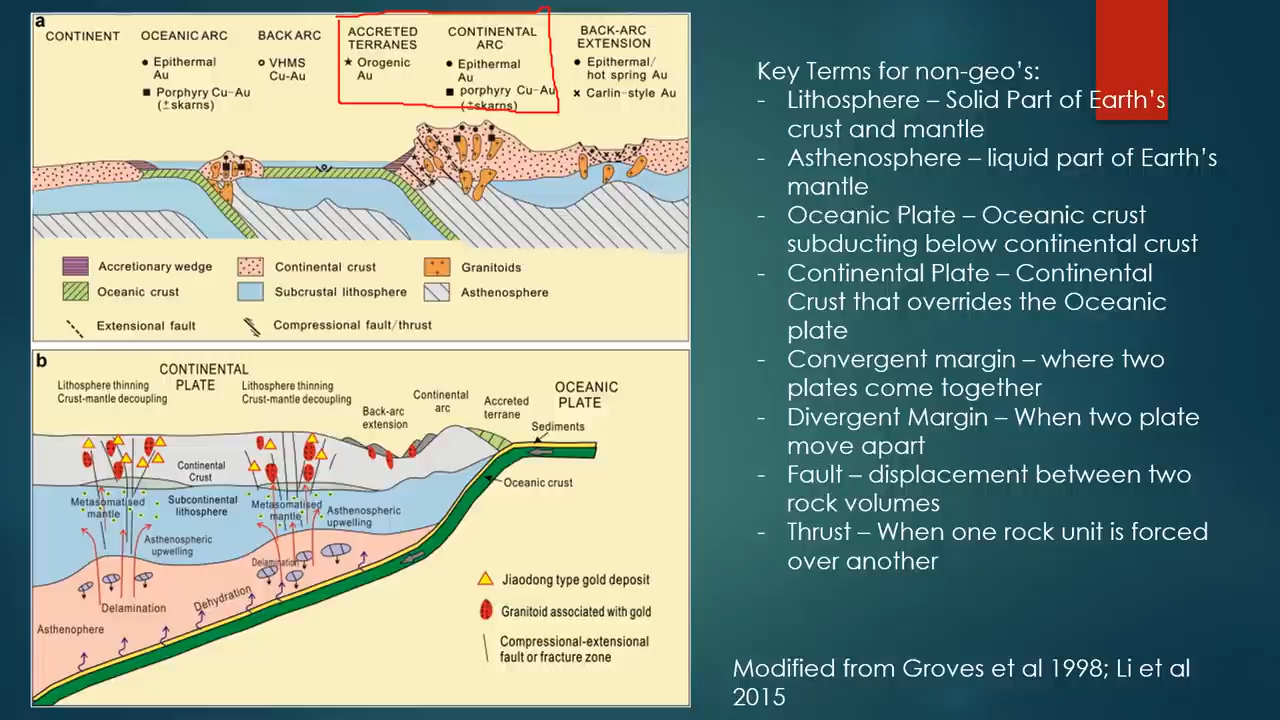 a
CONTINENT
OCEANIC ARC
• Epithermal
Au
■ Porphyry Cu-Au
(±skarns)
BACK ARC
VHMS
Cu-Au
ACCRETED
TERRANES
★ Orogenic
Au
CONTINENTAL
ARC
• Epithermal
Au
■ porphyry Cu-Au
(±skarns)
BACK-ARC
EXTENSION
• Epithermal/
hot spring Au
x Carlin-style Au
Accretionary wedge
Continental crust
Granitoids
Oceanic crust
Subcrustal lithosphere
Asthenosphere
Extensional fault
Compressional fault/thrust
b
CONTINENTAL
PLATE
Lithosphere thinning
Crust-mantle decoupling
Lithosphere thinning
Crust-mantle decoupling
Back-arc
extension
Continental
arc
Accreted
terrane
OCEANIC
PLATE
Sediments
Continental
Crust
Oceanic crust
Metasomatised
mantle
Subcontinental
lithosphere
Metasomatised
mantle
Asthenospheric
upwelling
Asthenospheric
upwelling
Delamination
Delamination
Dehydration
Asthenophere
Jiaodong type gold deposit
Granitoid associated with gold
Compressional-extensional
fault or fracture zone
Key Terms for non-geo’s:
- Lithosphere – Solid Part of Earth’s
crust and mantle
- Asthenosphere – liquid part of Earth’s
mantle
- Oceanic Plate – Oceanic crust
subducting below continental crust
- Continental Plate – Continental
Crust that overrides the Oceanic
plate
- Convergent margin – where two
plates come together
- Divergent Margin – When two plate
move apart
- Fault – displacement between two
rock volumes
- Thrust – When one rock unit is forced
over another
Modified from Groves et al 1998; Li et al
2015